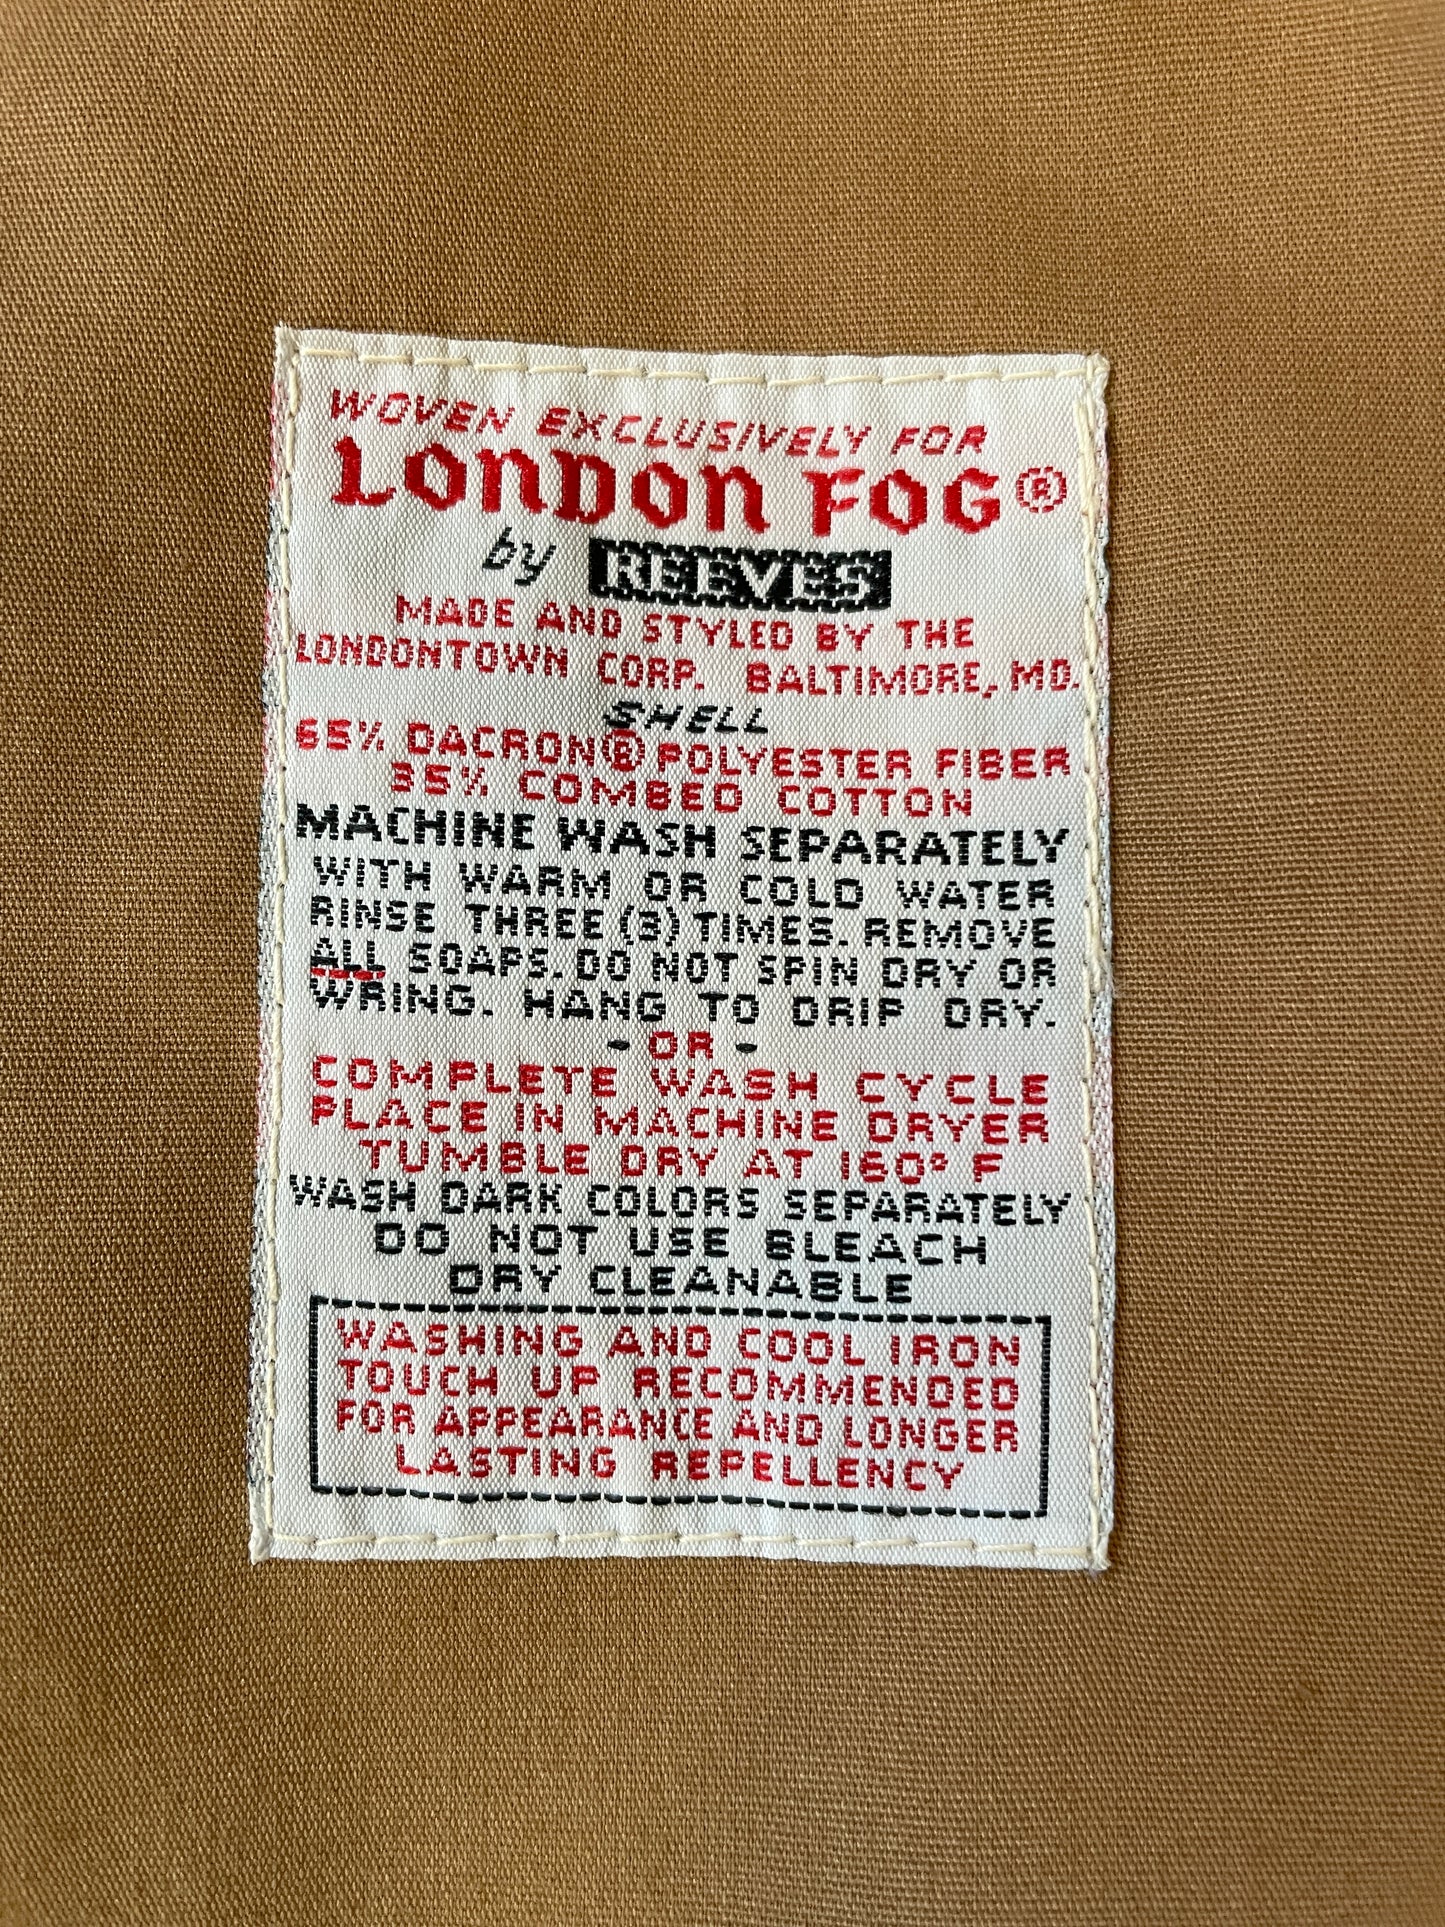 WOVEN EXCLUSIVELY FOR
LONDON FOG®
by REEVES
MADE AND STYLED BY THE
LONDONTOWN CORP. BALTIMORE, MD.
SHELL
65% DACRON® POLYESTER FIBER
35% COMBED COTTON
MACHINE WASH SEPARATELY
WITH WARM OR COLD WATER
RINSE THREE (3) TIMES. REMOVE
ALL SOAPS. DO NOT SPIN DRY OR
WRING. HANG TO DRIP DRY.
- OR -
COMPLETE WASH CYCLE
PLACE IN MACHINE DRYER
TUMBLE DRY AT 160° F
WASH DARK COLORS SEPARATELY
DO NOT USE BLEACH
DRY CLEANABLE
WASHING AND COOL IRON
TOUCH UP RECOMMENDED
FOR APPEARANCE AND LONGER
LASTING REPELLENCY